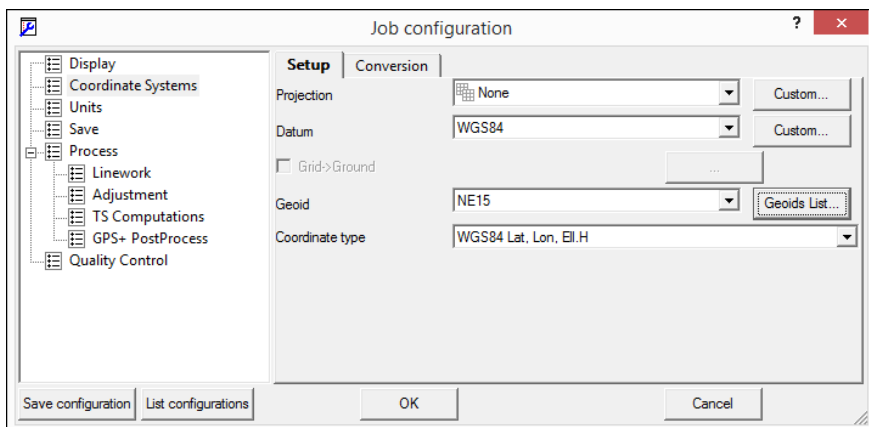 Job configuration
?
×
Display
Coordinate Systems
Units
Save
Process
Linework
Adjustment
TS Computations
GPS+ PostProcess
Quality Control
Setup
Conversion
Projection
None
Custom...
Datum
WGS84
Custom...
Grid->Ground
...
Geoid
NE15
Geoids List...
Coordinate type
WGS84 Lat, Lon, Ell.H
Save configuration
List configurations
OK
Cancel